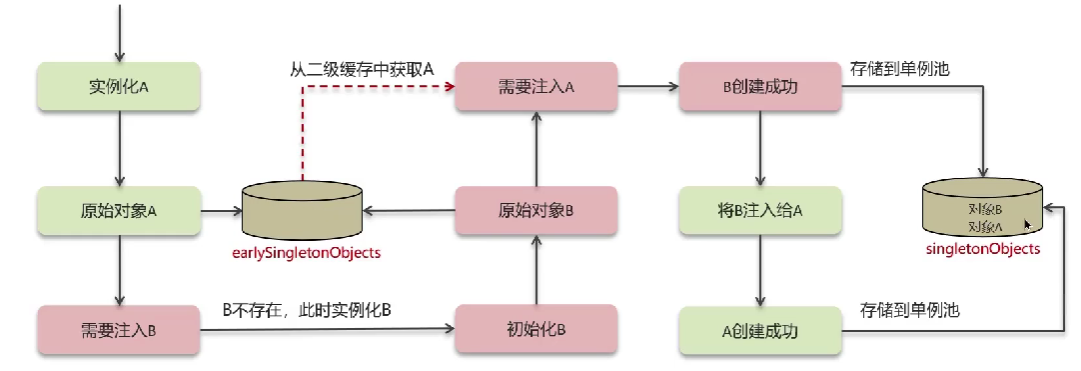 实例化A
从二级缓存中获取A
需要注入A
B创建成功
存储到单例池
原始对象A
earlySingletonObjects
原始对象B
将B注入给A
对象B
对象A
singletonObjects
需要注入B
B不存在，此时实例化B
初始化B
A创建成功
存储到单例池